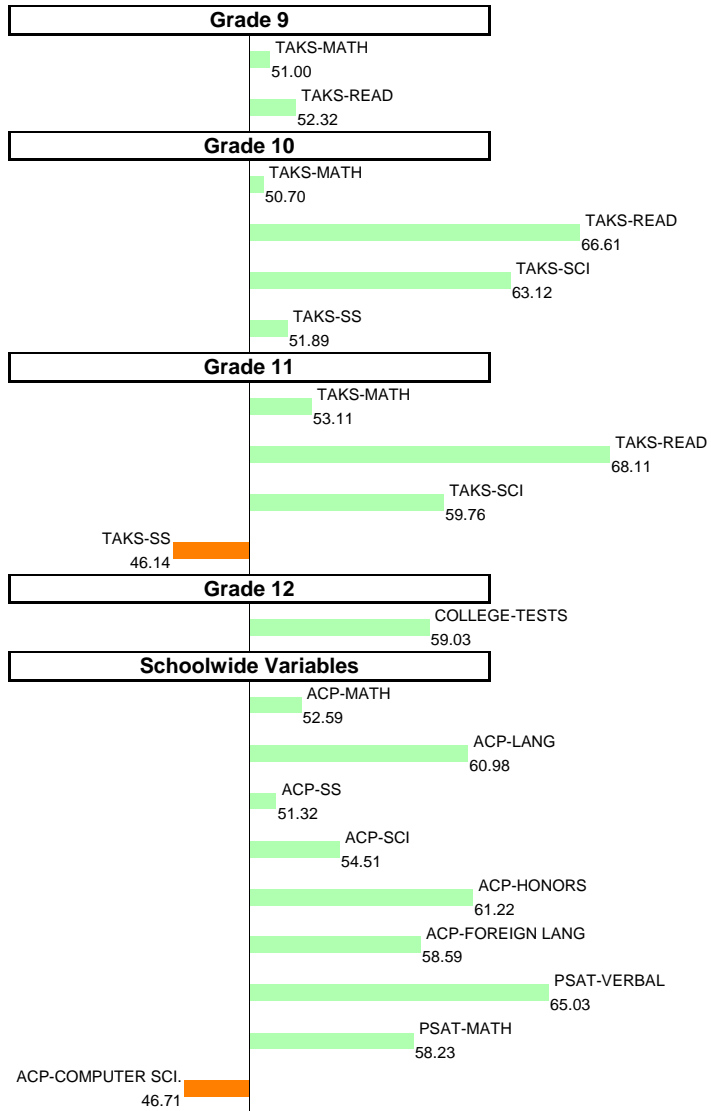 Grade 9
TAKS-MATH
51.00
TAKS-READ
52.32
Grade 10
TAKS-MATH
50.70
TAKS-READ
66.61
TAKS-SCI
63.12
TAKS-SS
51.89
Grade 11
TAKS-MATH
53.11
TAKS-READ
68.11
TAKS-SCI
59.76
TAKS-SS
46.14
Grade 12
COLLEGE-TESTS
59.03
Schoolwide Variables
ACP-MATH
52.59
ACP-LANG
60.98
ACP-SS
51.32
ACP-SCI
54.51
ACP-HONORS
61.22
ACP-FOREIGN LANG
58.59
PSAT-VERBAL
65.03
PSAT-MATH
58.23
ACP-COMPUTER SCI.
46.71